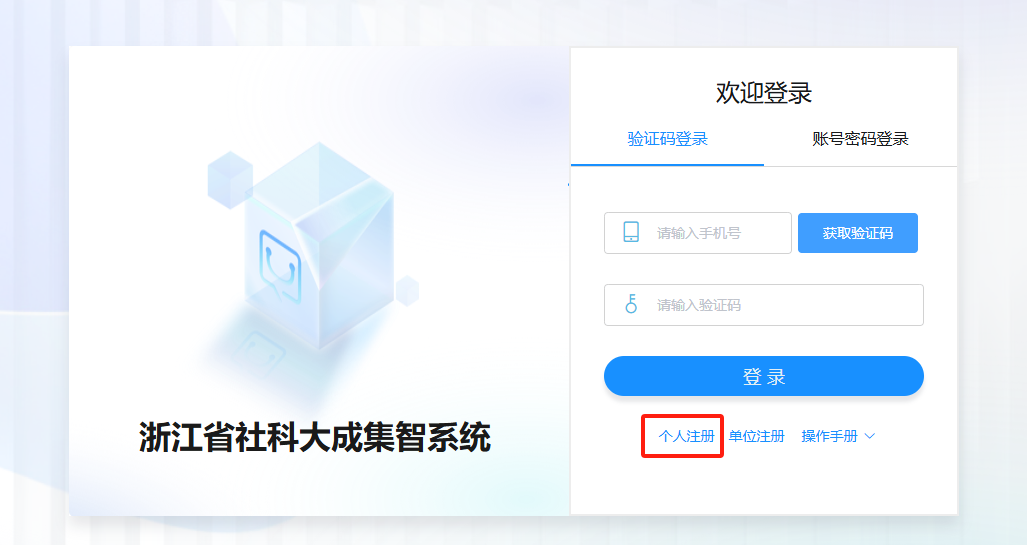 欢迎登录
验证码登录 账号密码登录
请输入手机号 获取验证码
请输入验证码
登 录
个人注册 单位注册 操作手册
浙江省社科大成集智系统